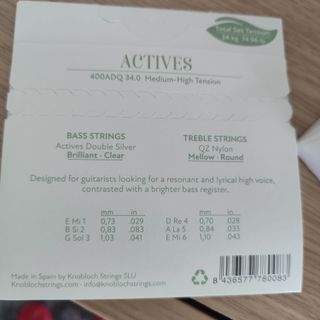 Total Set Tension
ACTIVES
400ADQ 34.0 Medium-High Tension
BASS STRINGS
Actives Double Silver
Brilliant · Clear
TREBLE STRINGS
QZ Nylon
Mellow · Round
Designed for guitarists looking for a resonant and lyrical high voice,
contrasted with a brighter bass register.
mm in
E Mi 1 0,73 .029
B Si 2 0,83 .083
G Sol 3 1,03 .041
mm in
D Re 4 0,70 .028
A La 5 0,84 .033
E Mi 6 1,10 .043
Made in Spain by Knobloch Strings SLU
Knoblochstrings.com · info@knoblochstrings.com
8 436577 780083